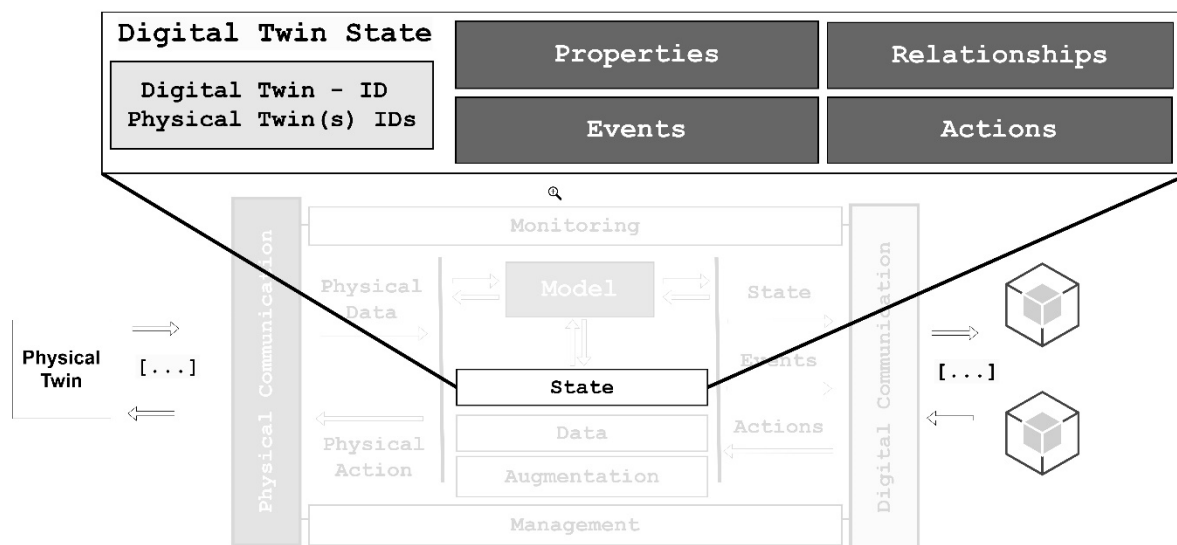 Digital Twin State
Digital Twin - ID
Physical Twin(s) IDs
Properties
Relationships
Events
Actions
Physical Communication
Monitoring
Digital Communication
Physical
Data
Model
State
Events
Physical
Twin
[...]
[...]
State
Data
Augmentation
Physical
Action
Actions
Management